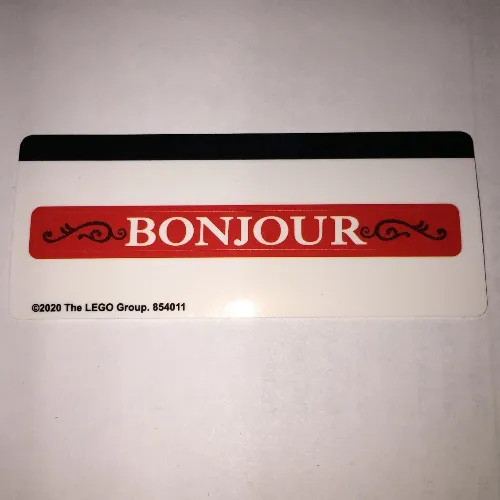 BONJOUR
©2020 The LEGO Group. 854011